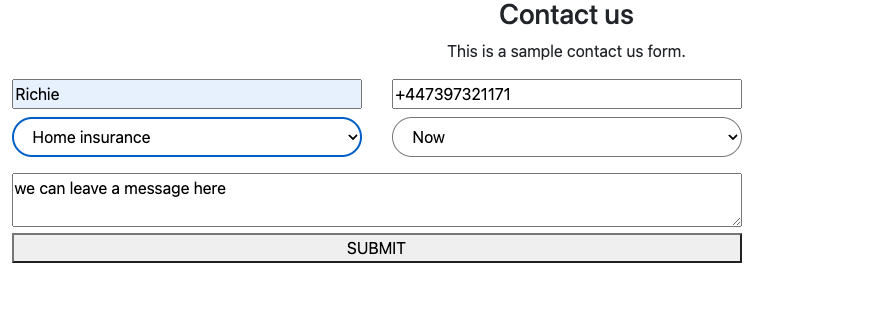 Contact us
This is a sample contact us form.
Richie
+447397321171
Home insurance
Now
we can leave a message here
SUBMIT